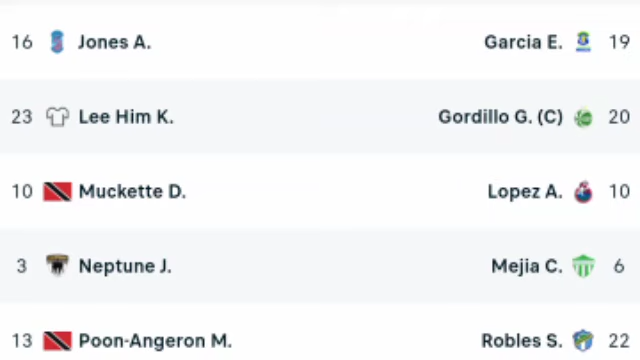 16 Jones A. Garcia E. 19
23 Lee Him K. Gordillo G. (C) 20
10 Muckette D. Lopez A. 10
3 Neptune J. Mejia C. 6
13 Poon-Angeron M. Robles S. 22